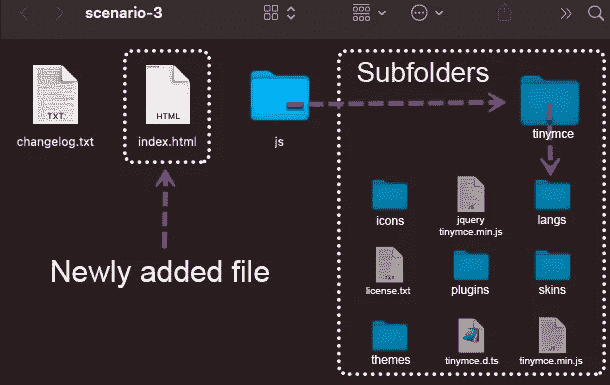 scenario-3
Subfolders
TXT
HTML
changelog.txt
index.html
js
tinymce
Newly added file
icons
jquery
tinymce.min.js
langs
license.txt
plugins
skins
themes
tinymce.d.ts
tinymce.min.js